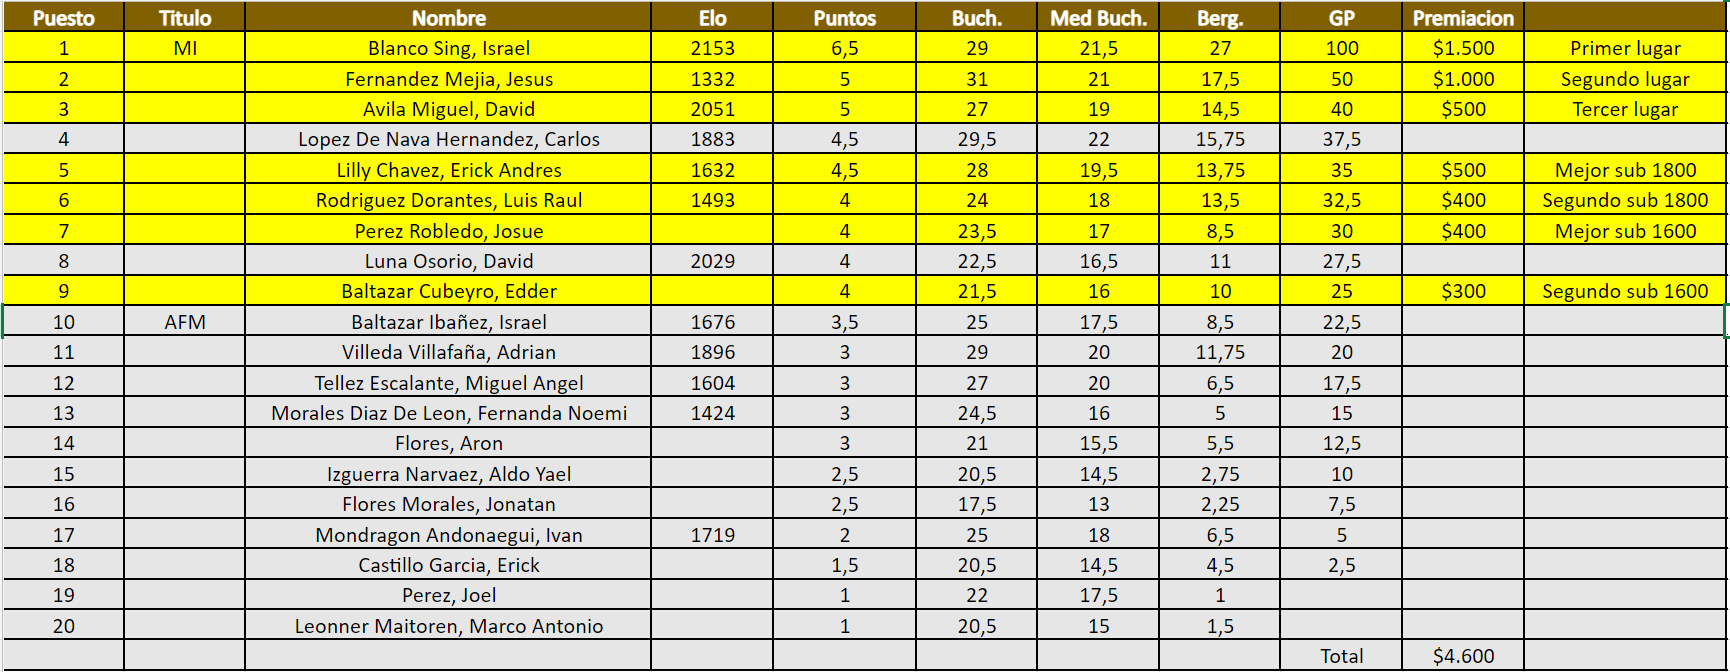 Puesto Titulo Nombre Elo Puntos Buch. Med Buch. Berg. GP Premiacion
1 MI Blanco Sing, Israel 2153 6,5 29 21,5 27 100 $1.500 Primer lugar
2 Fernandez Mejia, Jesus 1332 5 31 21 17,5 50 $1.000 Segundo lugar
3 Avila Miguel, David 2051 5 27 19 14,5 40 $500 Tercer lugar
4 Lopez De Nava Hernandez, Carlos 1883 4,5 29,5 22 15,75 37,5
5 Lilly Chavez, Erick Andres 1632 4,5 28 19,5 13,75 35 $500 Mejor sub 1800
6 Rodriguez Dorantes, Luis Raul 1493 4 24 18 13,5 32,5 $400 Segundo sub 1800
7 Perez Robledo, Josue 4 23,5 17 8,5 30 $400 Mejor sub 1600
8 Luna Osorio, David 2029 4 22,5 16,5 11 27,5
9 Baltazar Cubeyro, Edder 4 21,5 16 10 25 $300 Segundo sub 1600
10 AFM Baltazar Ibañez, Israel 1676 3,5 25 17,5 8,5 22,5
11 Villeda Villafaña, Adrian 1896 3 29 20 11,75 20
12 Tellez Escalante, Miguel Angel 1604 3 27 20 6,5 17,5
13 Morales Diaz De Leon, Fernanda Noemi 1424 3 24,5 16 5 15
14 Flores, Aron 3 21 15,5 5,5 12,5
15 Izguerra Narvaez, Aldo Yael 2,5 20,5 14,5 2,75 10
16 Flores Morales, Jonatan 2,5 17,5 13 2,25 7,5
17 Mondragon Andonaegui, Ivan 1719 2 25 18 6,5 5
18 Castillo Garcia, Erick 1,5 20,5 14,5 4,5 2,5
19 Perez, Joel 1 22 17,5 1
20 Leonner Maitoren, Marco Antonio 1 20,5 15 1,5
Total $4.600